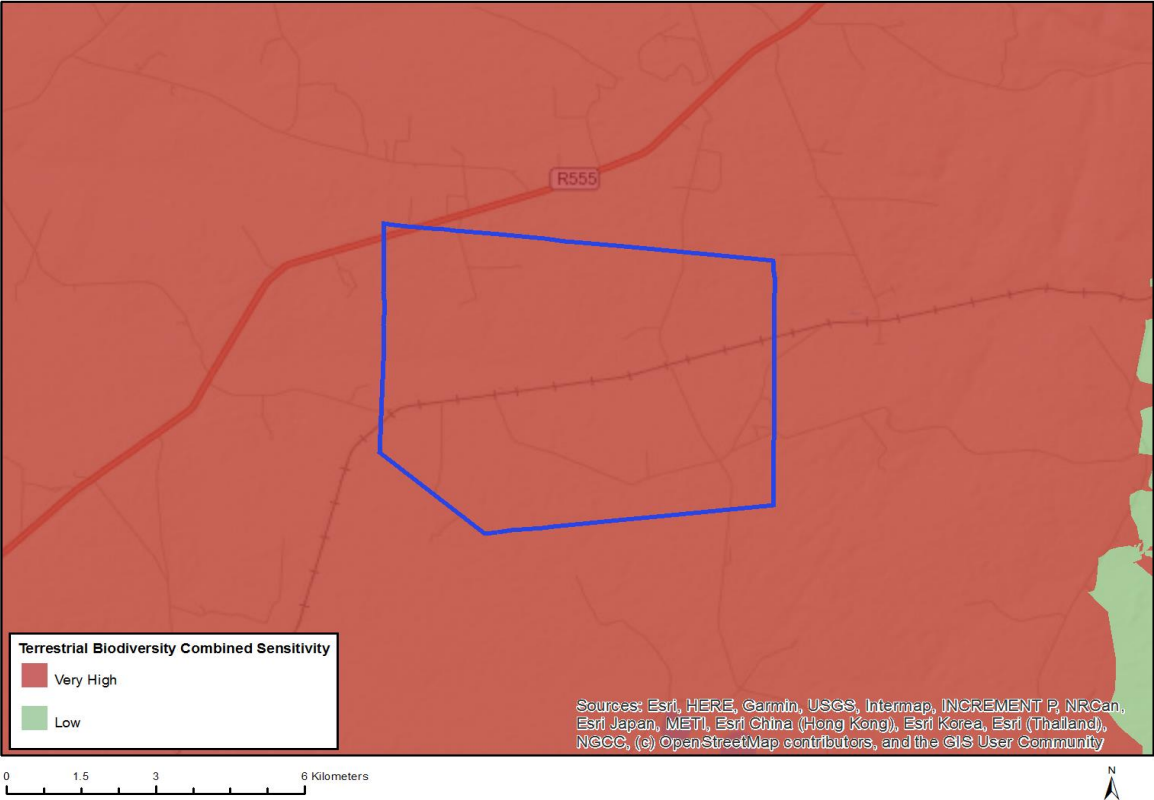 R555
Terrestrial Biodiversity Combined Sensitivity
Very High
Low
Sources: Esri, HERE, Garmin, USGS, Intermap, INCREMENT P, NRCan,
Esri Japan, METI, Esri China (Hong Kong), Esri Korea, Esri (Thailand),
NGCC, (c) OpenStreetMap contributors, and the GIS User Community
0 1.5 3 6 Kilometers
N